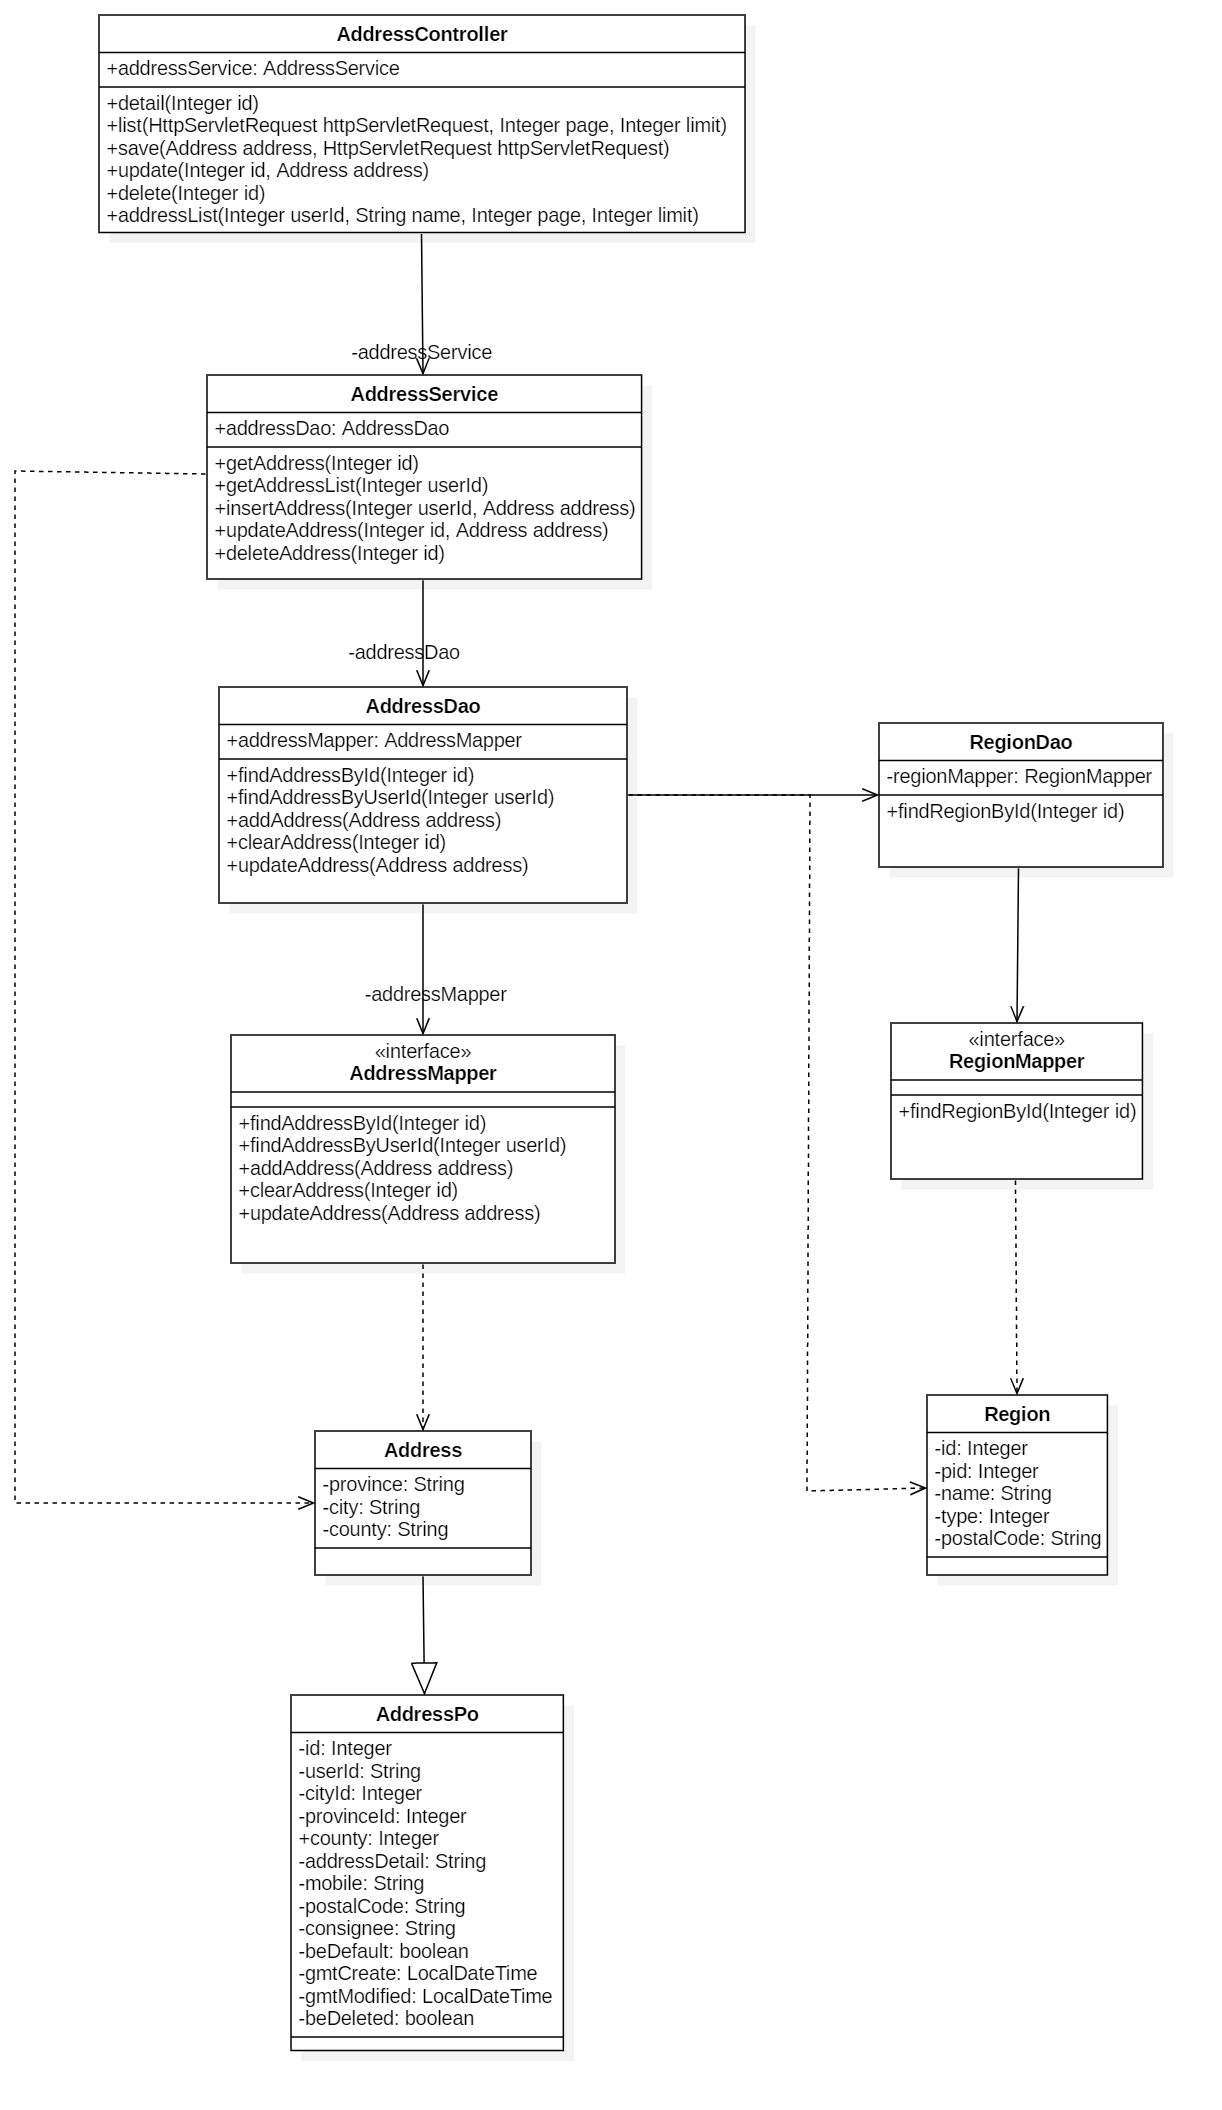 AddressController
+addressService: AddressService
+detail(Integer id)
+list(HttpServletRequest httpServletRequest, Integer page, Integer limit)
+save(Address address, HttpServletRequest httpServletRequest)
+update(Integer id, Address address)
+delete(Integer id)
+addressList(Integer userId, String name, Integer page, Integer limit)
-addressService
AddressService
+addressDao: AddressDao
+getAddress(Integer id)
+getAddressList(Integer userId)
+insertAddress(Integer userId, Address address)
+updateAddress(Integer id, Address address)
+deleteAddress(Integer id)
-addressDao
AddressDao
+addressMapper: AddressMapper
+findAddressById(Integer id)
+findAddressByUserId(Integer userId)
+addAddress(Address address)
+clearAddress(Integer id)
+updateAddress(Address address)
RegionDao
-regionMapper: RegionMapper
+findRegionById(Integer id)
-addressMapper
«interface»
AddressMapper
+findAddressById(Integer id)
+findAddressByUserId(Integer userId)
+addAddress(Address address)
+clearAddress(Integer id)
+updateAddress(Address address)
«interface»
RegionMapper
+findRegionById(Integer id)
Address
-province: String
-city: String
-county: String
Region
-id: Integer
-pid: Integer
-name: String
-type: Integer
-postalCode: String
AddressPo
-id: Integer
-userId: String
-cityId: Integer
-provinceId: Integer
+county: Integer
-addressDetail: String
-mobile: String
-postalCode: String
-consignee: String
-beDefault: boolean
-gmtCreate: LocalDateTime
-gmtModified: LocalDateTime
-beDeleted: boolean